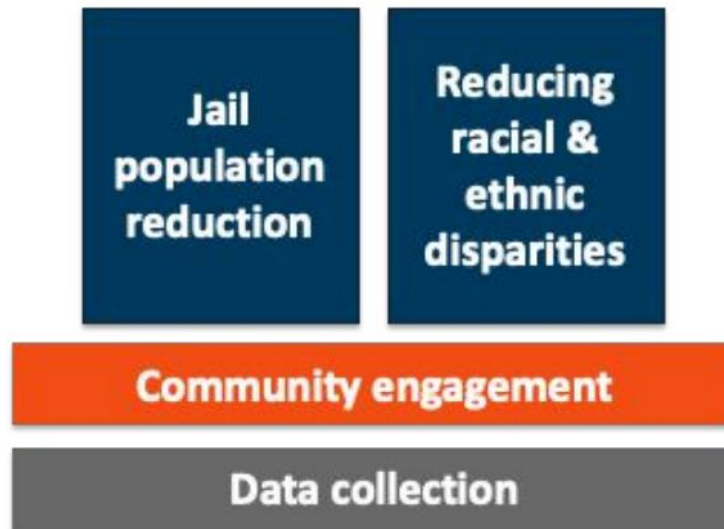 Jail
population
reduction
Reducing
racial &
ethnic
disparities
Community engagement
Data collection